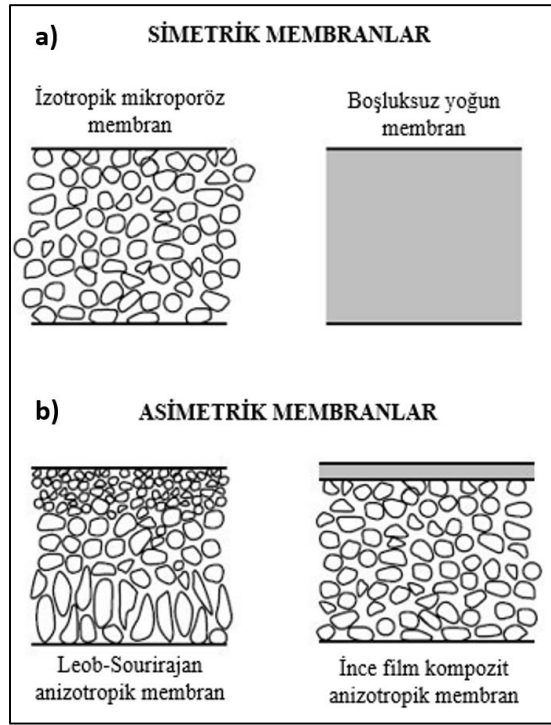 a) SİMETRİK MEMBRANLAR
İzotropik mikroporöz
membran
Boşluksuz yoğun
membran
b) ASİMETRİK MEMBRANLAR
Leob-Sourirajan
anizotropik membran
İnce film kompozit
anizotropik membran